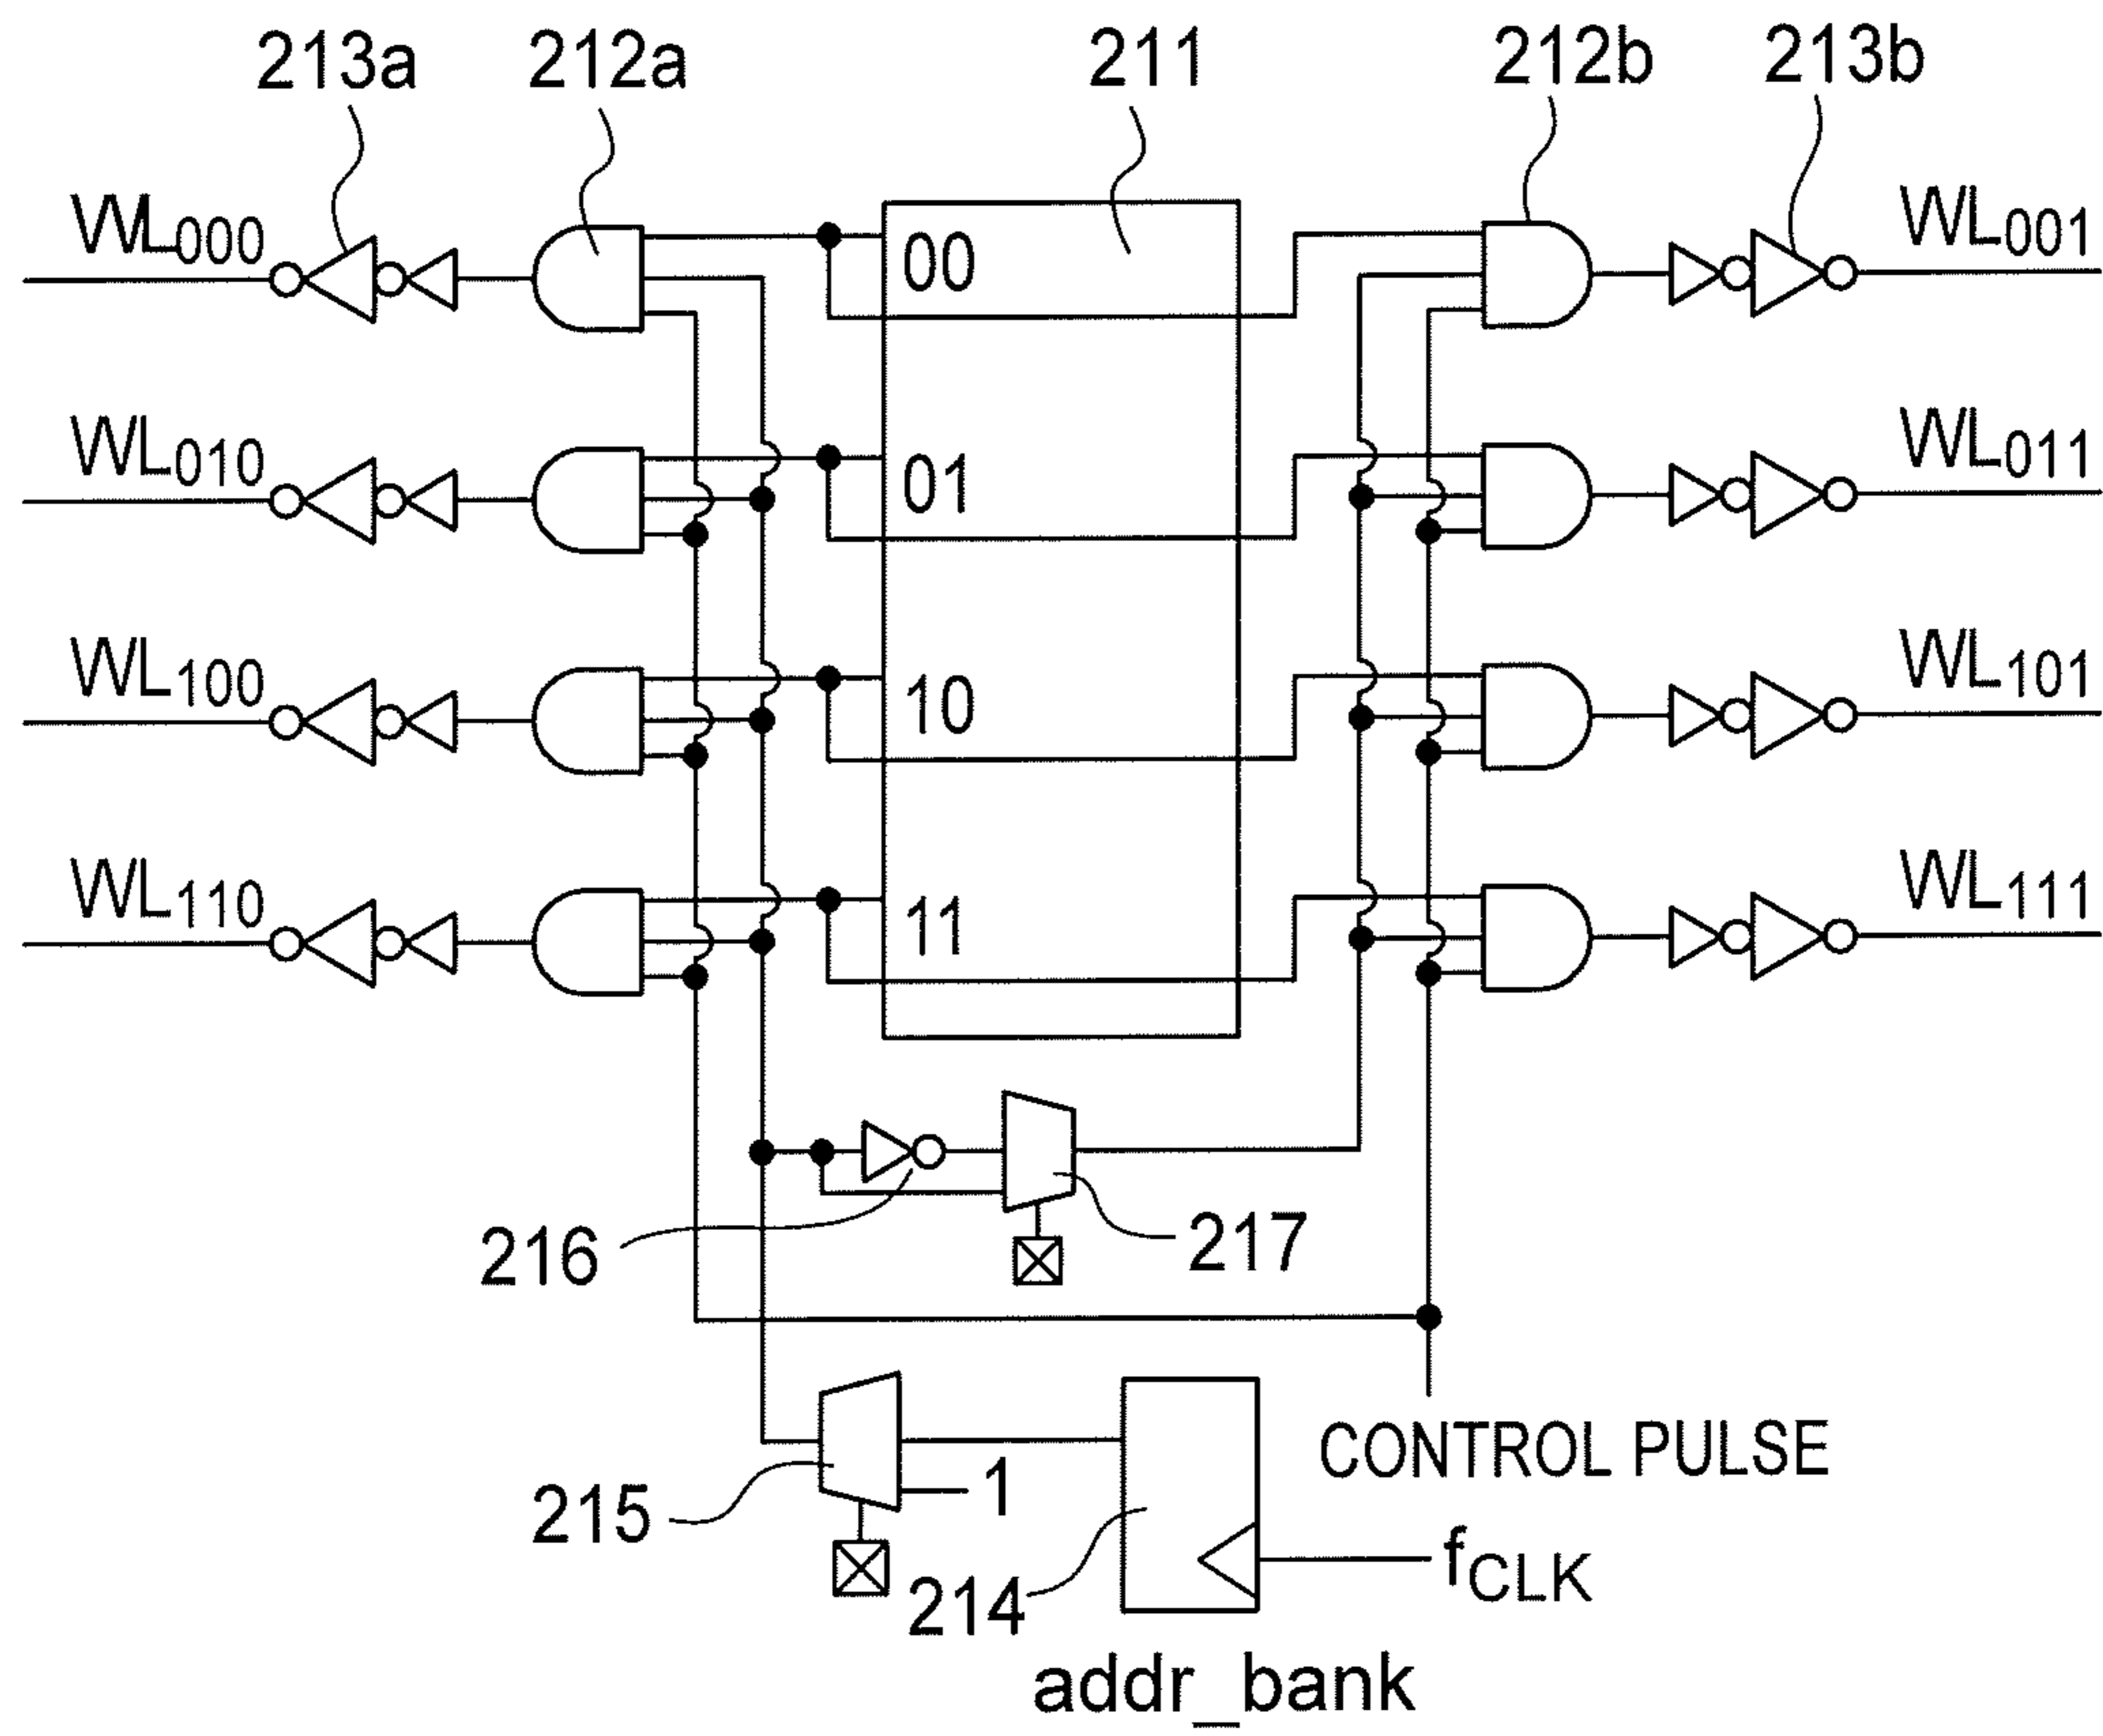 213a 212a 211 212b 213b
WL000 00 WL001
WL010 01 WL011
WL100 10 WL101
WL110 11 WL111
216 217
CONTROL PULSE
215 1
214 fCLK
addr_bank